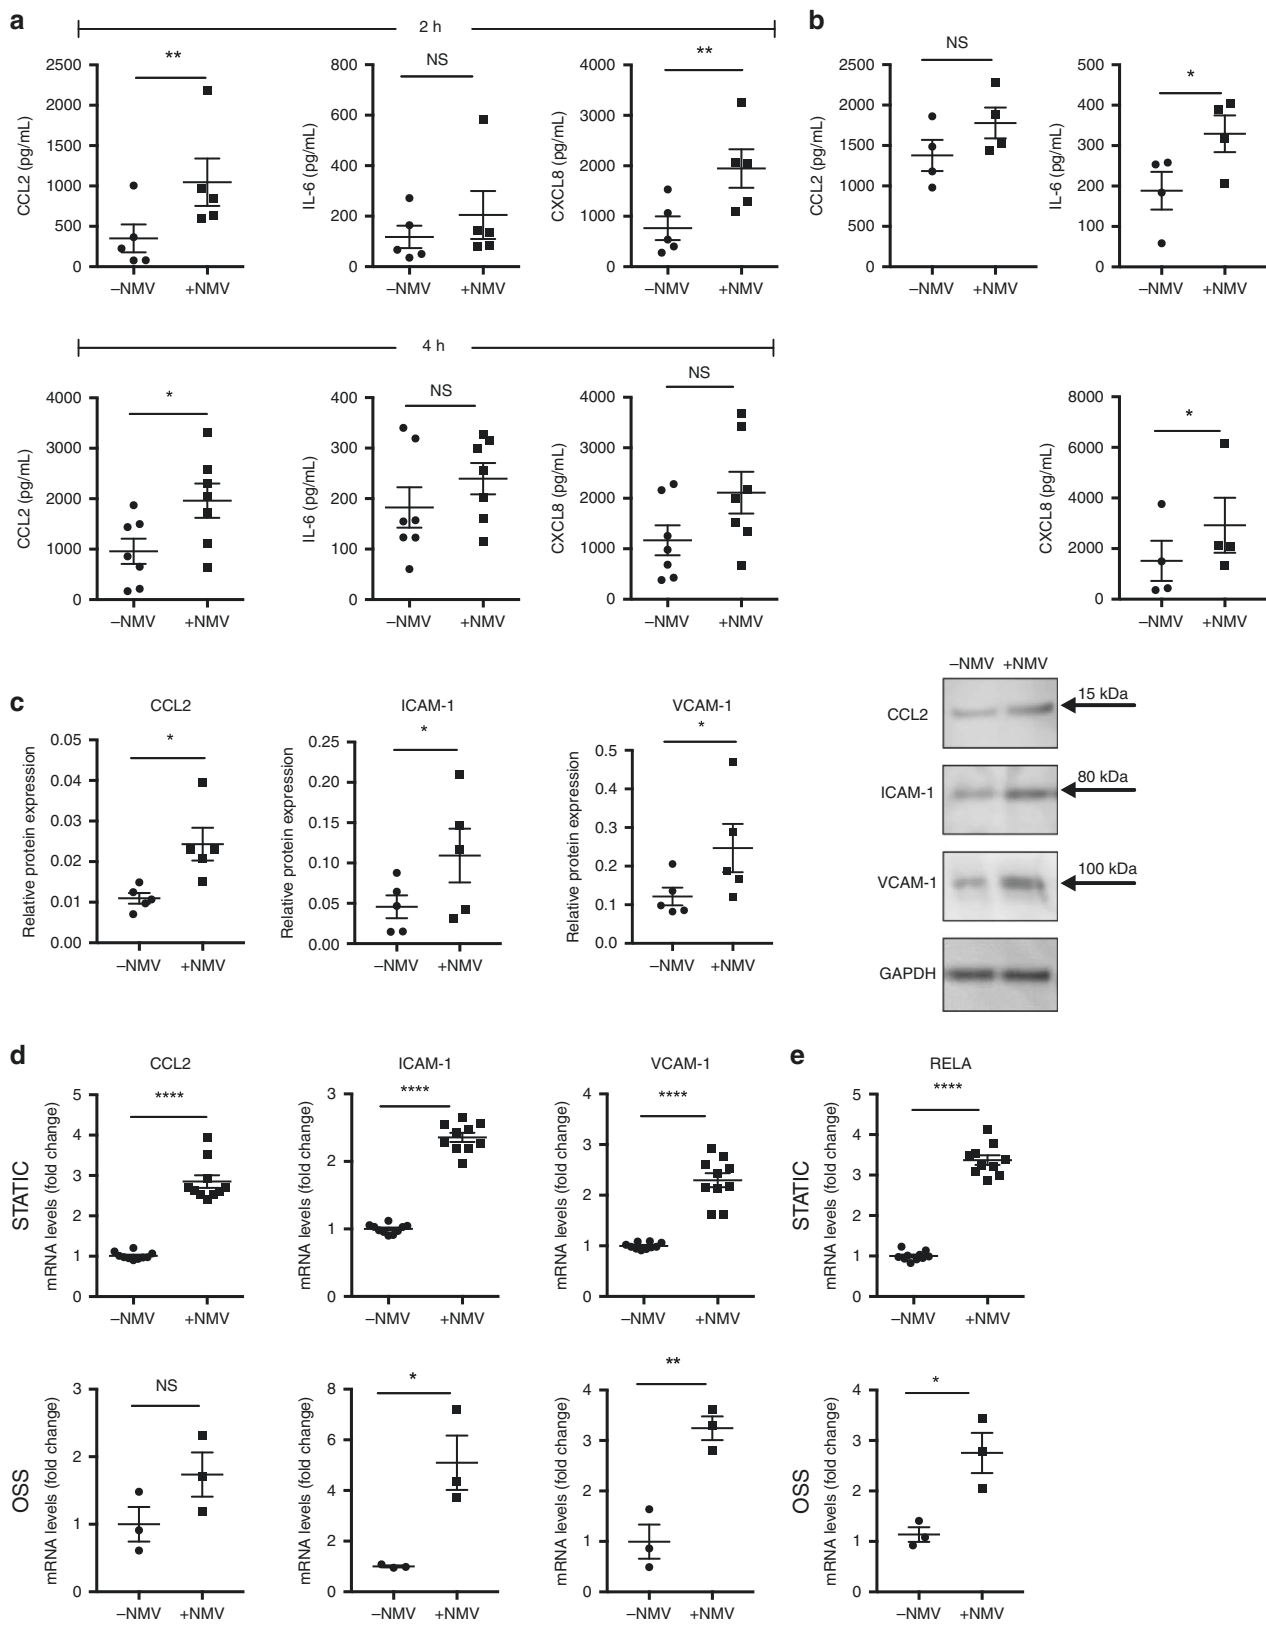 a
2 h
b
**
NS
**
NS
*
CCL2 (pg/mL)
2500
2000
1500
1000
500
0
–NMV +NMV
IL-6 (pg/mL)
800
600
400
200
0
–NMV +NMV
CXCL8 (pg/mL)
4000
3000
2000
1000
0
–NMV +NMV
CCL2 (pg/mL)
2500
2000
1500
1000
500
0
–NMV +NMV
IL-6 (pg/mL)
500
400
300
200
100
0
–NMV +NMV
4 h
*
NS
NS
*
CCL2 (pg/mL)
4000
3000
2000
1000
0
–NMV +NMV
IL-6 (pg/mL)
400
300
200
100
0
–NMV +NMV
CXCL8 (pg/mL)
4000
3000
2000
1000
0
–NMV +NMV
CXCL8 (pg/mL)
8000
6000
4000
2000
0
–NMV +NMV
c
CCL2
*
Relative protein expression
0.05
0.04
0.03
0.02
0.01
0.00
–NMV +NMV
ICAM-1
*
Relative protein expression
0.25
0.20
0.15
0.10
0.05
0.00
–NMV +NMV
VCAM-1
*
Relative protein expression
0.5
0.4
0.3
0.2
0.1
0.0
–NMV +NMV
–NMV +NMV
CCL2
15 kDa
ICAM-1
80 kDa
VCAM-1
100 kDa
GAPDH
d
STATIC
CCL2
****
mRNA levels (fold change)
5
4
3
2
1
0
–NMV +NMV
ICAM-1
****
mRNA levels (fold change)
3
2
1
0
–NMV +NMV
VCAM-1
****
mRNA levels (fold change)
4
3
2
1
0
–NMV +NMV
e
STATIC
RELA
****
mRNA levels (fold change)
5
4
3
2
1
0
–NMV +NMV
OSS
NS
mRNA levels (fold change)
3
2
1
0
–NMV +NMV
*
mRNA levels (fold change)
8
6
4
2
0
–NMV +NMV
**
mRNA levels (fold change)
4
3
2
1
0
–NMV +NMV
OSS
*
mRNA levels (fold change)
4
3
2
1
0
–NMV +NMV